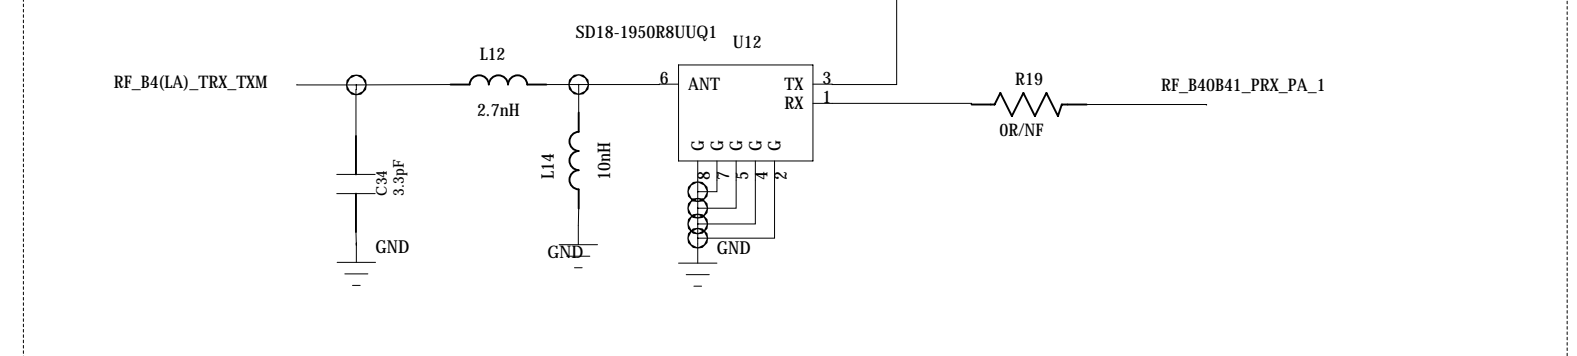 SD18-1950R8UUQ1
U12
L12
RF_B4(LA)_TRX_TXM
2.7nH
6
ANT
TX
3
RX
1
R19
0R/NF
RF_B40B41_PRX_PA_1
G G G G G
8 7 5 4 2
C34
3.3pF
L14
10nH
GND
GND
GND